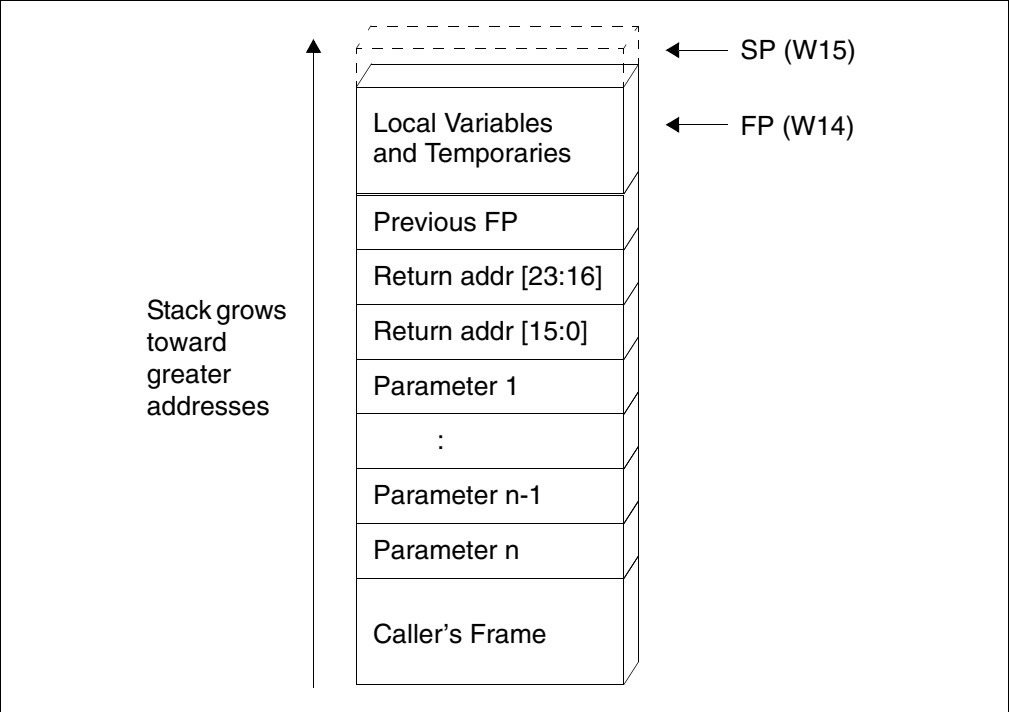 SP (W15)
FP (W14)
Local Variables
and Temporaries
Previous FP
Return addr [23:16]
Return addr [15:0]
Parameter 1
:
Parameter n-1
Parameter n
Caller’s Frame
Stack grows
toward
greater
addresses